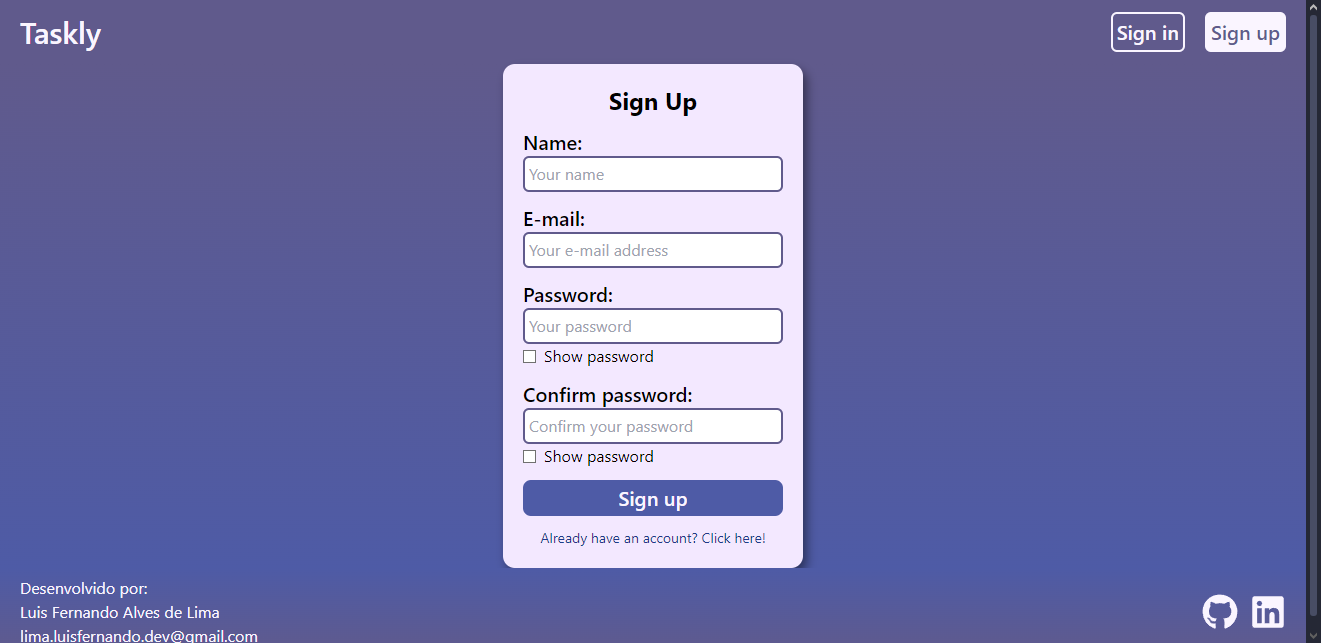 Taskly
Sign in
Sign up
Sign Up
Name:
Your name
E-mail:
Your e-mail address
Password:
Your password
Show password
Confirm password:
Confirm your password
Show password
Sign up
Already have an account? Click here!
Desenvolvido por:
Luis Fernando Alves de Lima
lima.luisfernando.dev@gmail.com
in